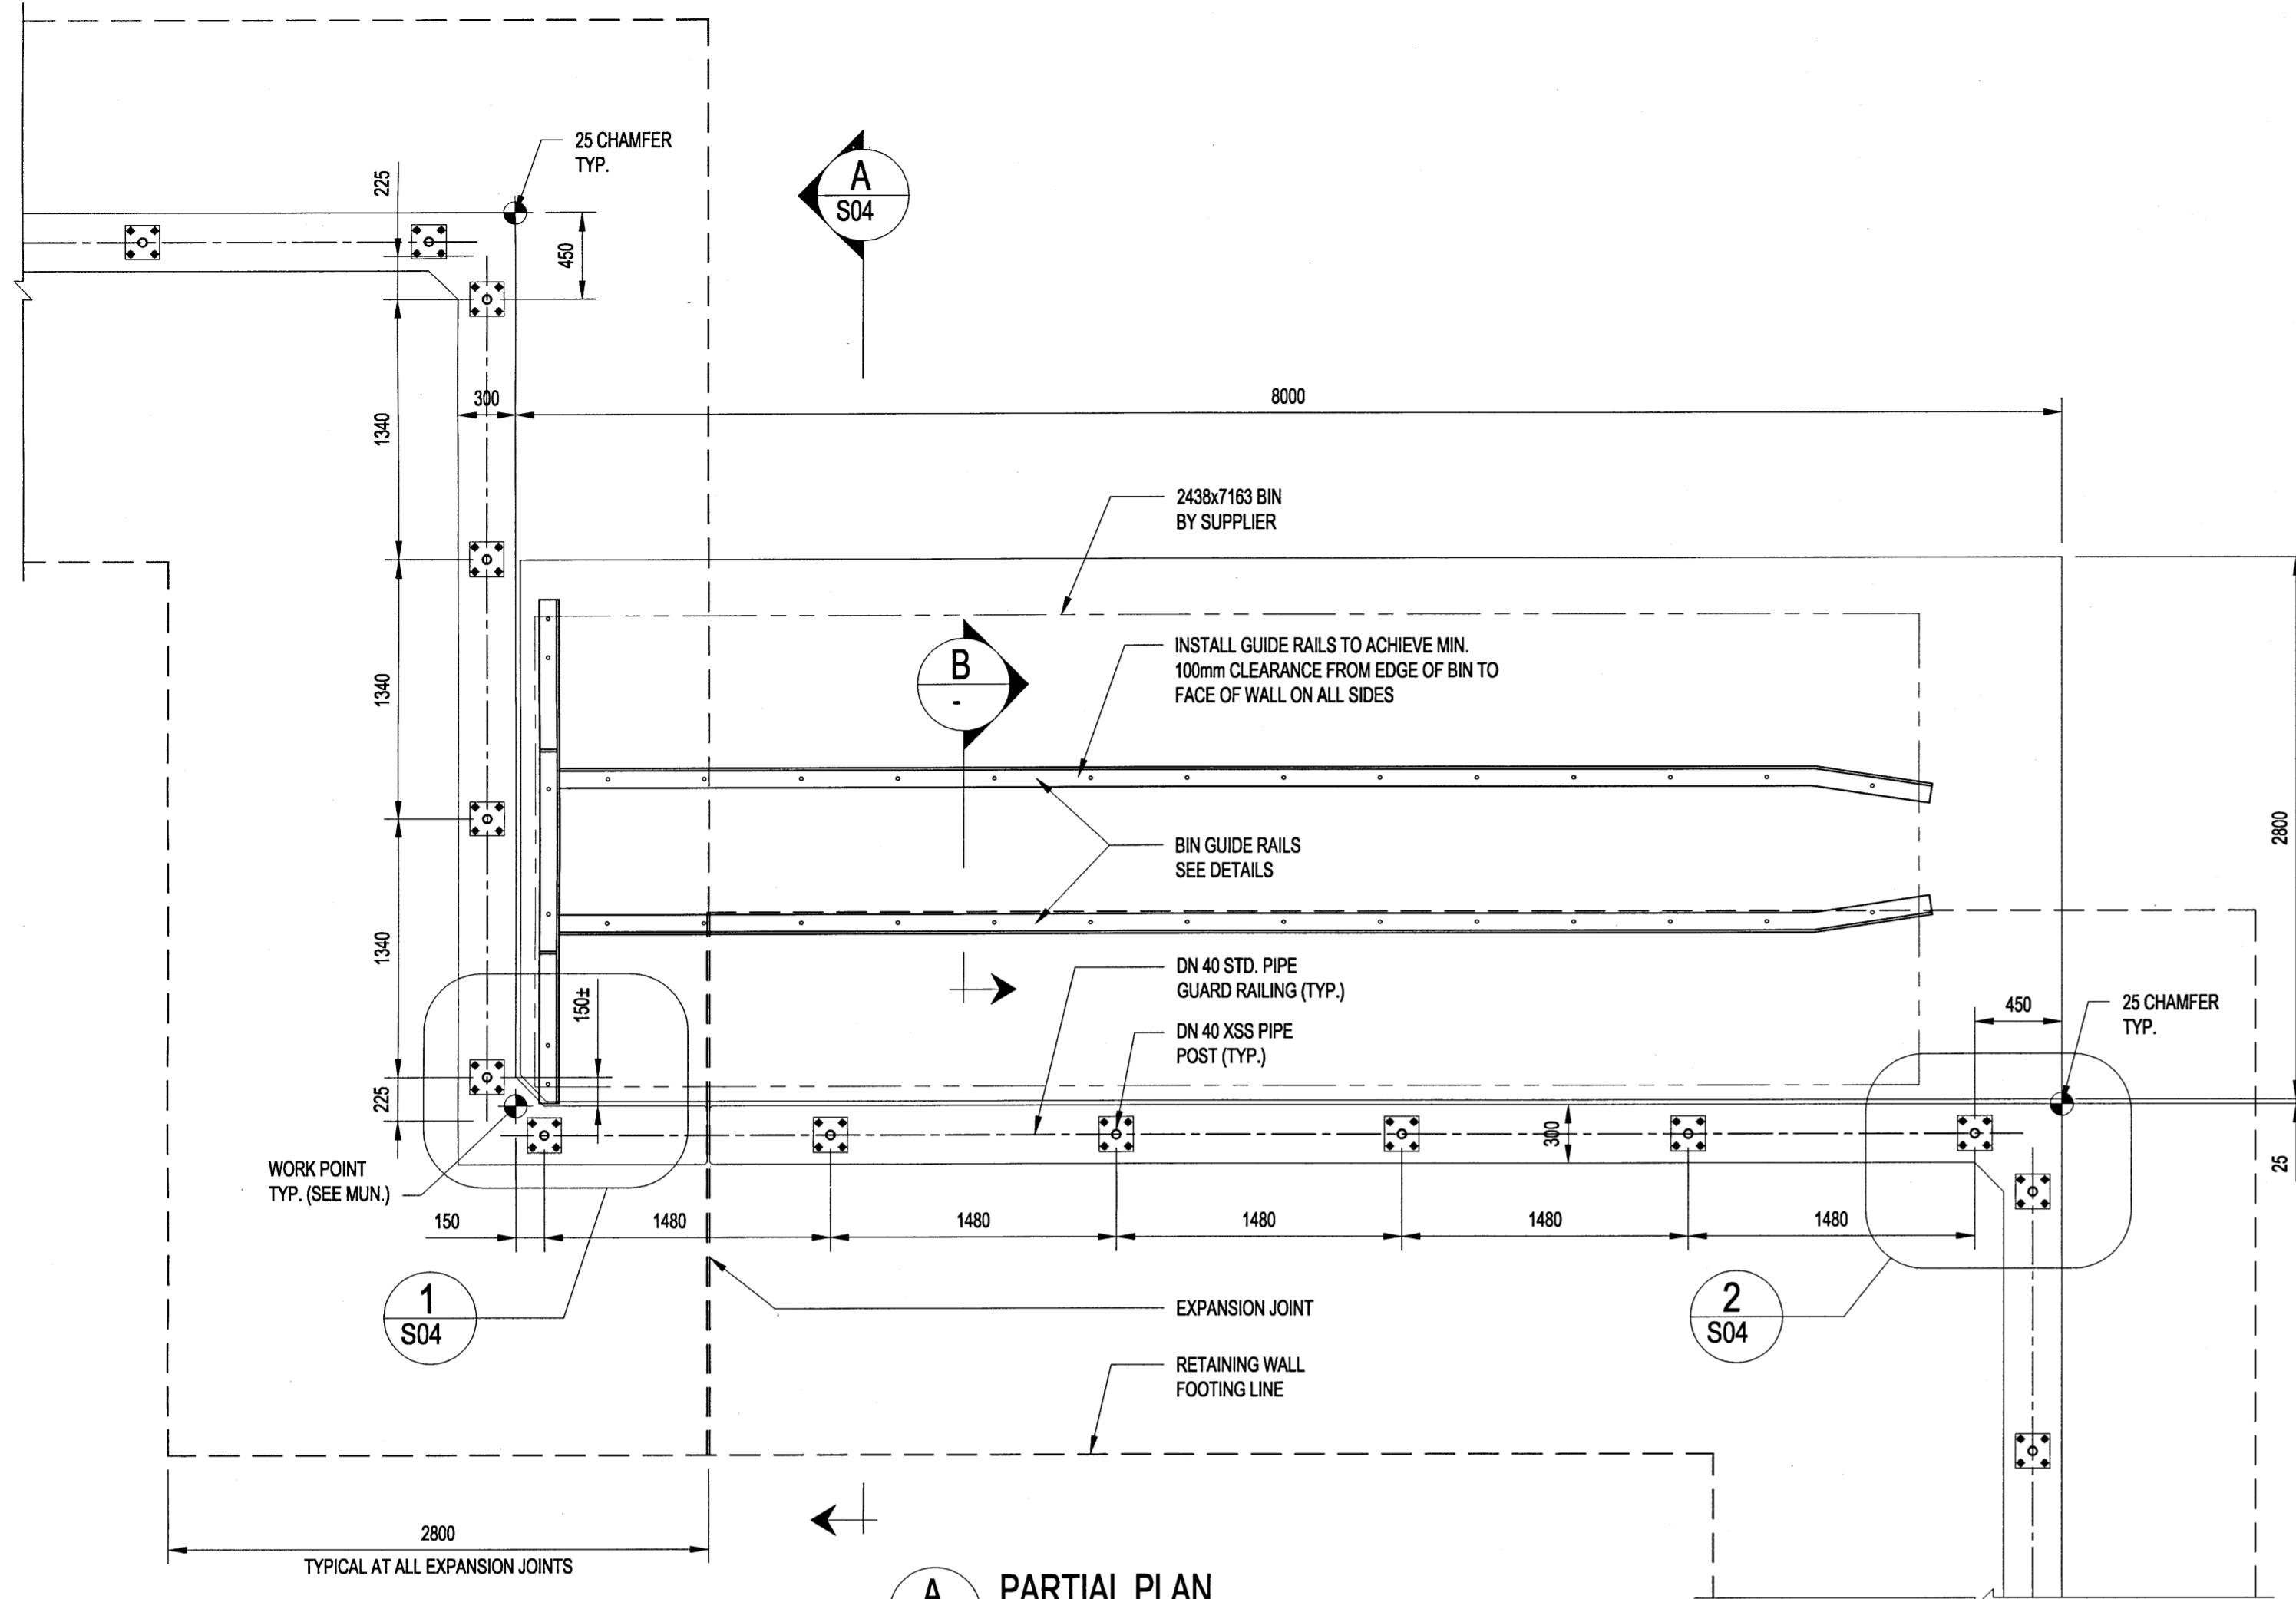 25 CHAMFER
TYP.
A
S04
225
450
300
8000
1340
2438x7163 BIN
BY SUPPLIER
INSTALL GUIDE RAILS TO ACHIEVE MIN.
100mm CLEARANCE FROM EDGE OF BIN TO
FACE OF WALL ON ALL SIDES
B
-
1340
BIN GUIDE RAILS
SEE DETAILS
2800
1340
DN 40 STD. PIPE
GUARD RAILING (TYP.)
150±
450
25 CHAMFER
TYP.
DN 40 XSS PIPE
POST (TYP.)
225
300
25
WORK POINT
TYP. (SEE MUN.)
150
1480
1480
1480
1480
1480
1
S04
EXPANSION JOINT
2
S04
RETAINING WALL
FOOTING LINE
2800
TYPICAL AT ALL EXPANSION JOINTS
A
PARTIAL PLAN